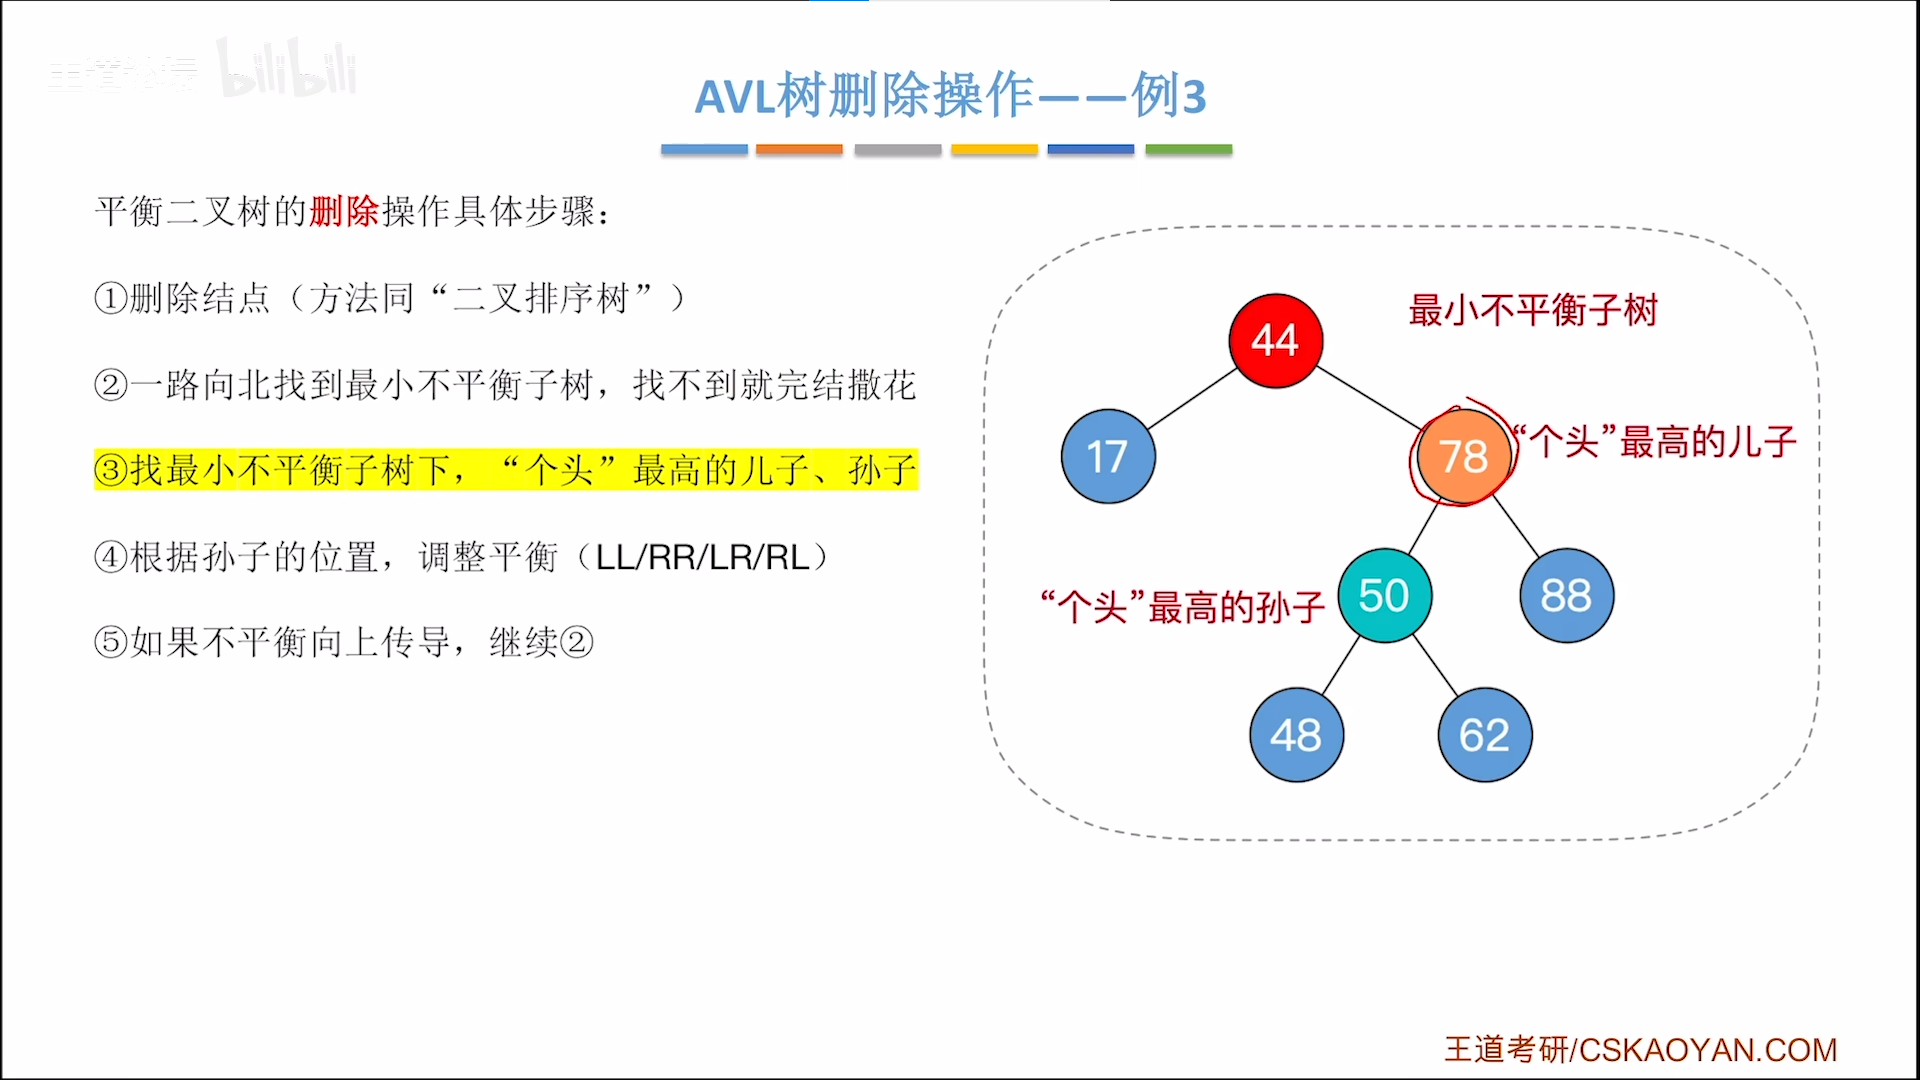 王道论坛 bilibili
AVL树删除操作——例3
平衡二叉树的删除操作具体步骤：
①删除结点（方法同“二叉排序树”）
②一路向北找到最小不平衡子树，找不到就完结撒花
③找最小不平衡子树下，“个头”最高的儿子、孙子
④根据孙子的位置，调整平衡（LL/RR/LR/RL）
⑤如果不平衡向上传导，继续②
最小不平衡子树
44
17
78
“个头”最高的儿子
“个头”最高的孙子
50
88
48
62
王道考研/CSKAOYAN.COM